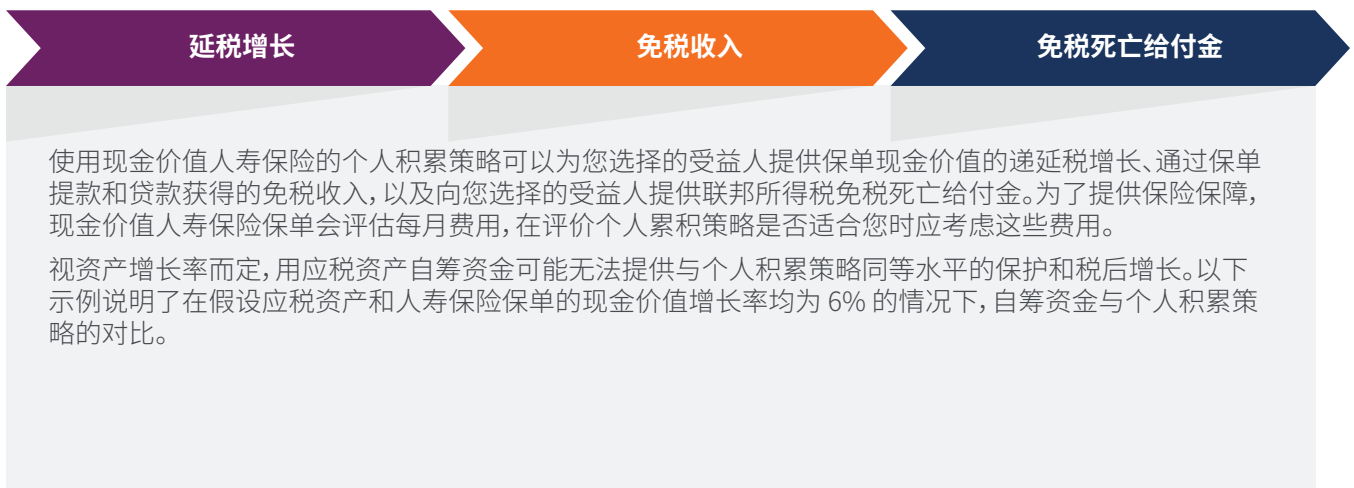 延税增长
免税收入
免税死亡给付金
使用现金价值人寿保险的个人积累策略可以为您选择的受益人提供保单现金价值的递延税增长、通过保单
提款和贷款获得的免税收入，以及向您选择的受益人提供联邦所得税免税死亡给付金。为了提供保险保障，
现金价值人寿保险保单会评估每月费用，在评价个人累积策略是否适合您时应考虑这些费用。
视资产增长率而定，用应税资产自筹资金可能无法提供与个人积累策略同等水平的保护和税后增长。以下
示例说明了在假设应税资产和人寿保险保单的现金价值增长率均为 6% 的情况下，自筹资金与个人积累策
略的对比。